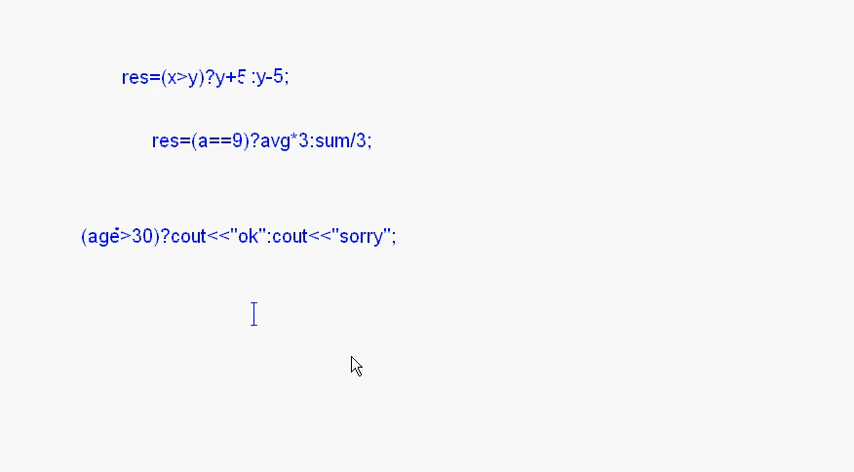 res=(x>y)?y+5:y-5;
res=(a==9)?avg*3:sum/3;
(age>30)?cout<<"ok":cout<<"sorry";